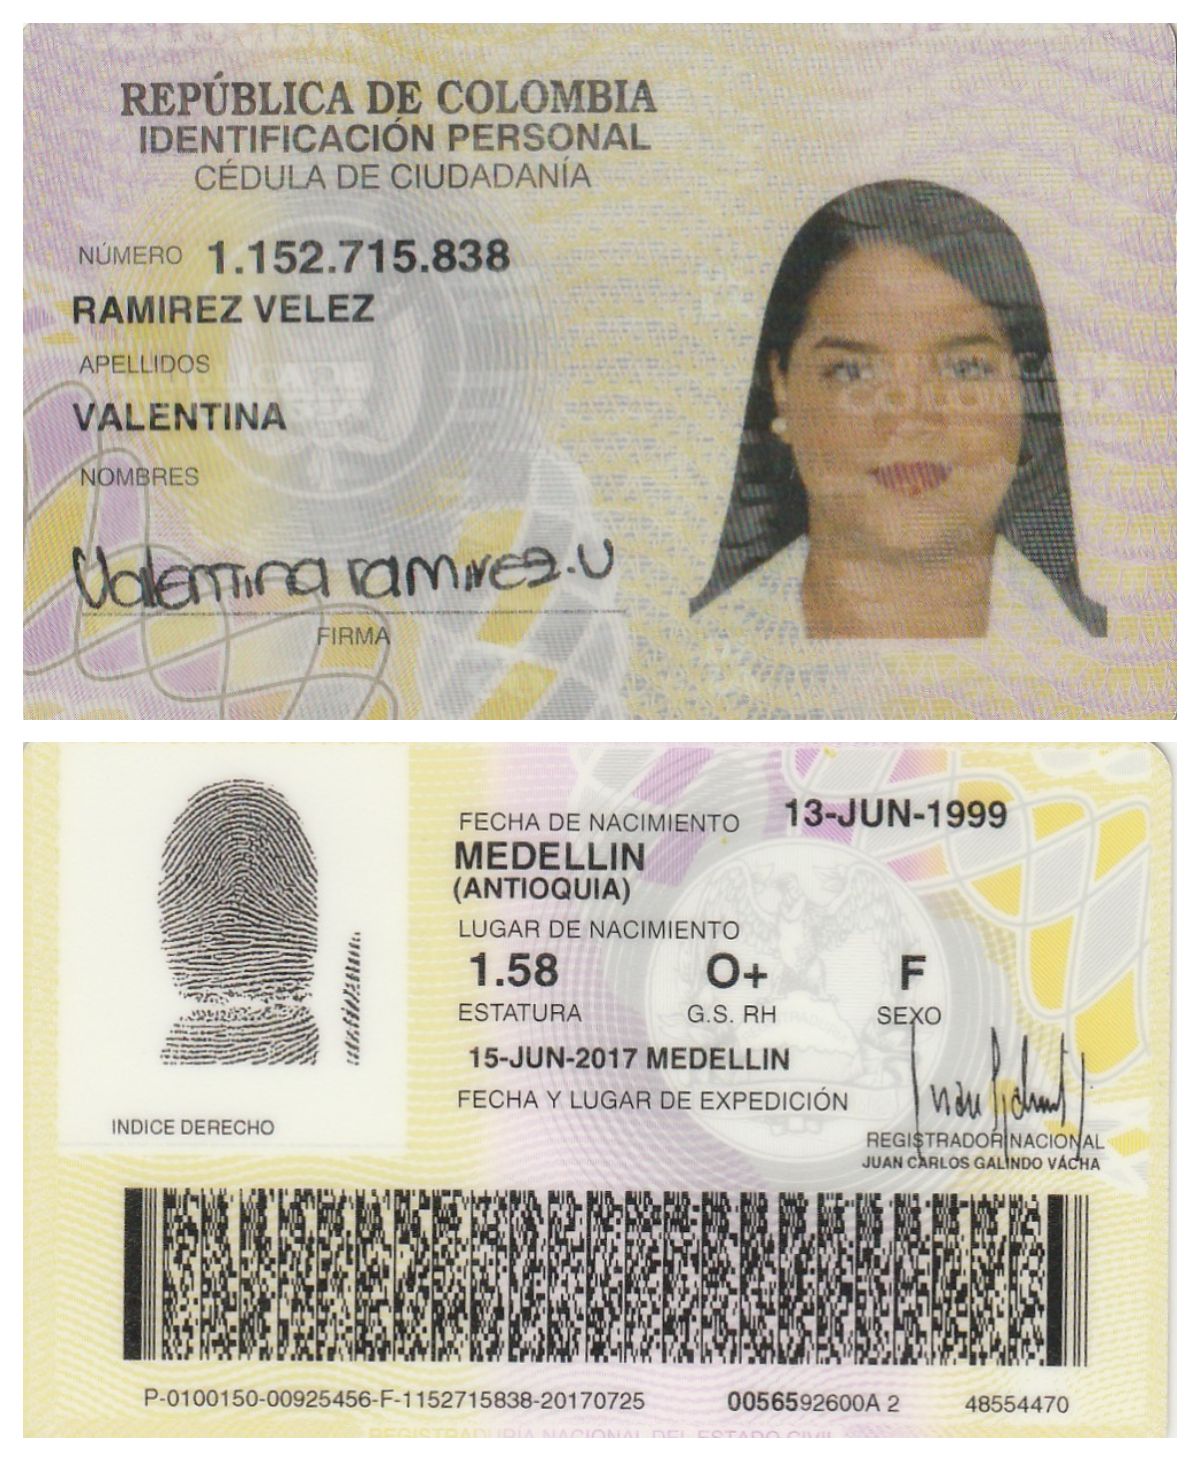 REPÚBLICA DE COLOMBIA
IDENTIFICACIÓN PERSONAL
CÉDULA DE CIUDADANÍA
NÚMERO 1.152.715.838
RAMIREZ VELEZ
APELLIDOS
VALENTINA
NOMBRES
Valentina ramirez.v
FIRMA
FECHA DE NACIMIENTO 13-JUN-1999
MEDELLIN
(ANTIOQUIA)
LUGAR DE NACIMIENTO
1.58 O+ F
ESTATURA G.S. RH SEXO
15-JUN-2017 MEDELLIN
FECHA Y LUGAR DE EXPEDICIÓN
INDICE DERECHO
REGISTRADOR NACIONAL
JUAN CARLOS GALINDO VÁCHA
P-0100150-00925456-F-1152715838-20170725 0056592600A 2 48554470
REGISTRADURÍA NACIONAL DEL ESTADO CIVIL